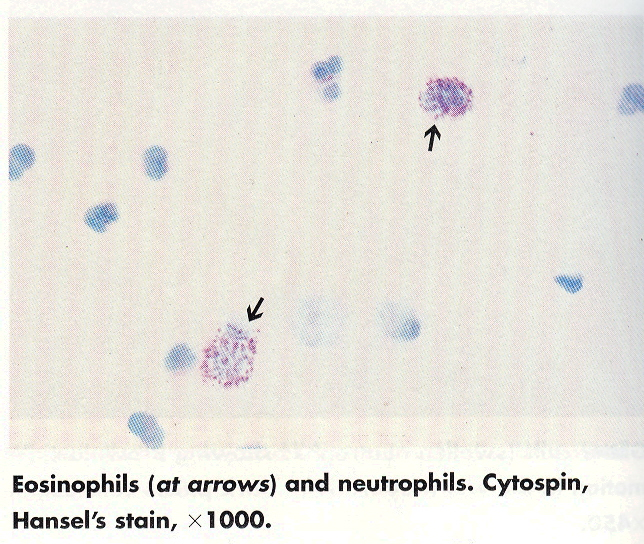 Eosinophils (at arrows) and neutrophils. Cytospin,
Hansel's stain, ×1000.